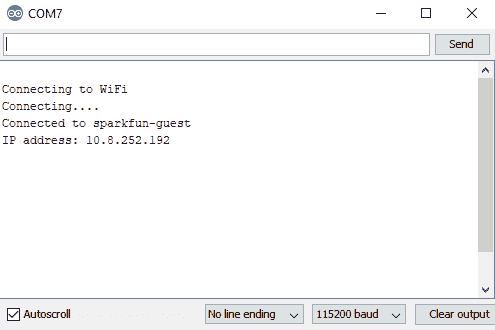 COM7
Send
Connecting to WiFi
Connecting....
Connected to sparkfun-guest
IP address: 10.8.252.192
Autoscroll
No line ending
115200 baud
Clear output